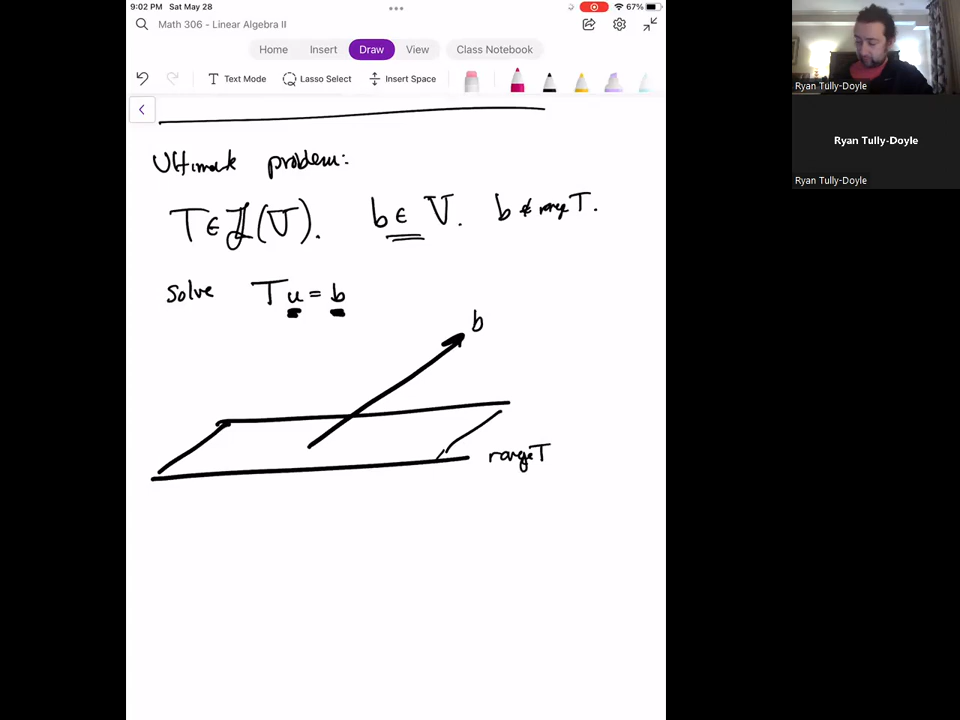 9:02 PM Sat May 28
67%
Math 306 - Linear Algebra II
Home Insert Draw View Class Notebook
Text Mode Lasso Select Insert Space
Ultimate problem:
T ∈ ℒ(V). b ∈ V. b ∉ range T.
Solve Tu = b
b
range T
Ryan Tully-Doyle
Ryan Tully-Doyle
Ryan Tully-Doyle